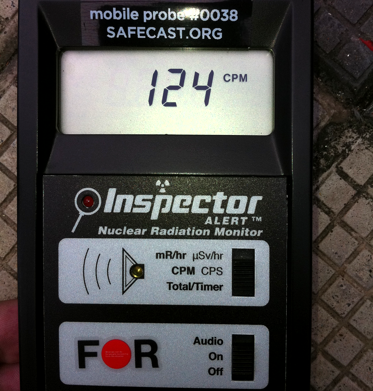 mobile probe #0038
SAFECAST.ORG
124 CPM
Inspector
ALERT™
Nuclear Radiation Monitor
mR/hr µSv/hr
CPM CPS
Total/Timer
FOR
Audio
On
Off